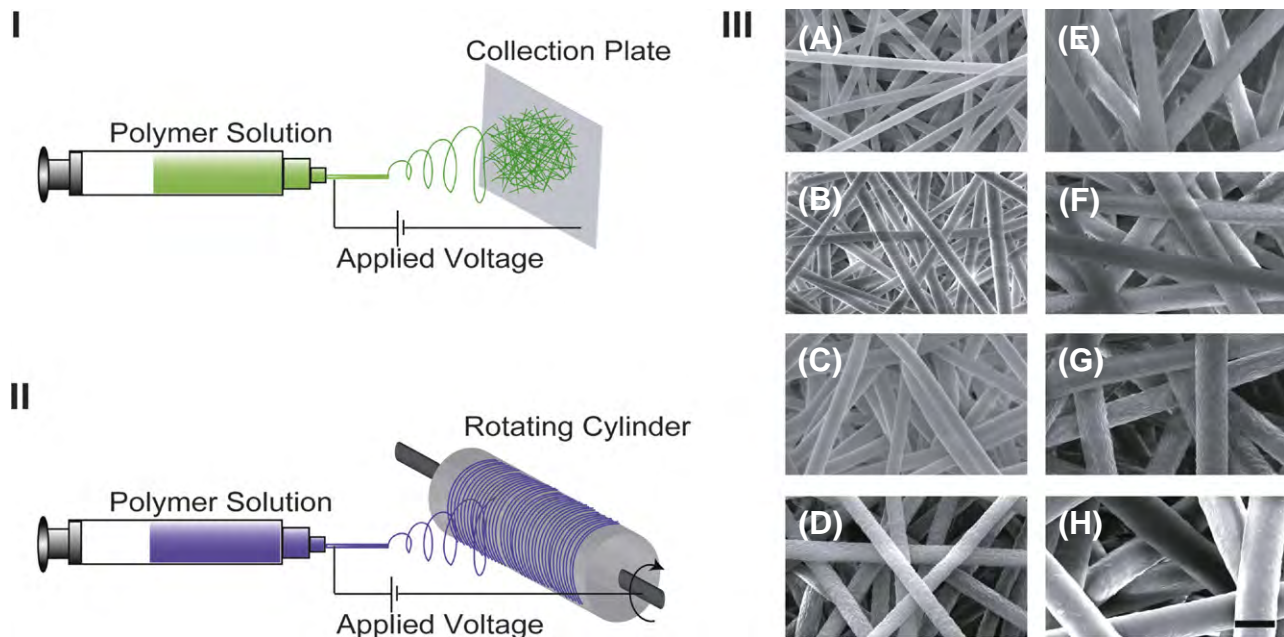 I
Collection Plate
Polymer Solution
Applied Voltage
II
Rotating Cylinder
Polymer Solution
Applied Voltage
III
(A)
(E)
(B)
(F)
(C)
(G)
(D)
(H)